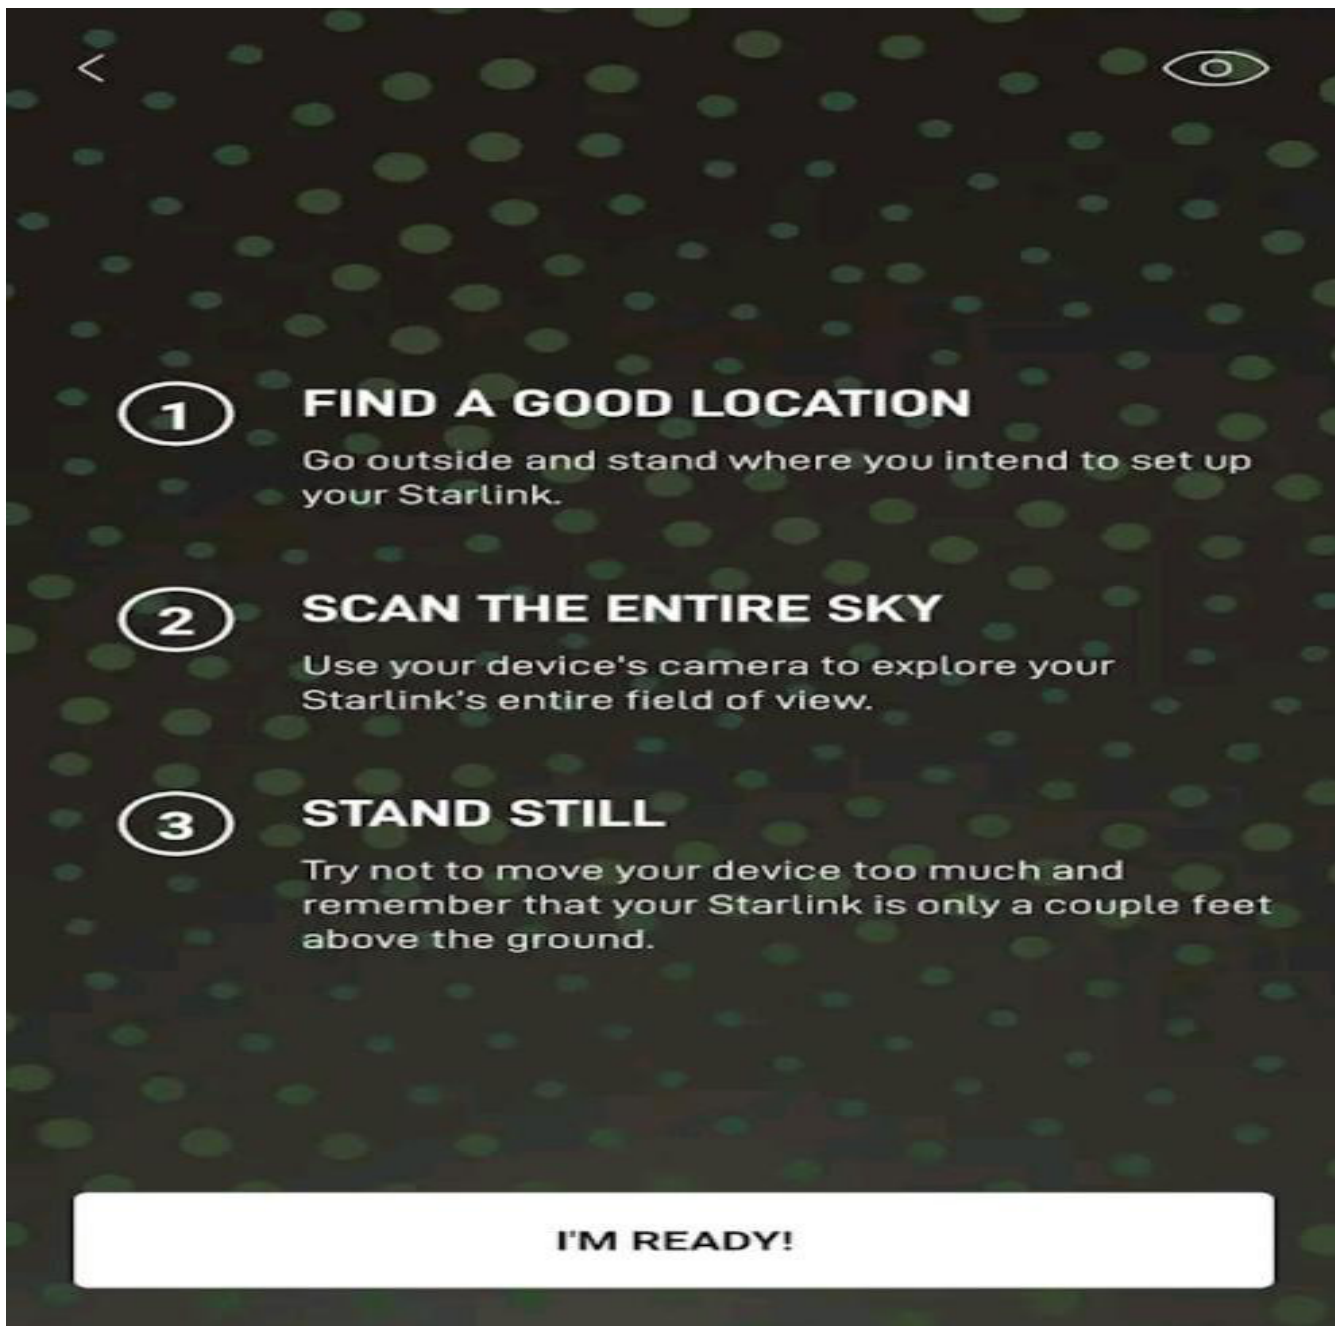 1
FIND A GOOD LOCATION
Go outside and stand where you intend to set up
your Starlink.
2
SCAN THE ENTIRE SKY
Use your device's camera to explore your
Starlink's entire field of view.
3
STAND STILL
Try not to move your device too much and
remember that your Starlink is only a couple feet
above the ground.
I'M READY!